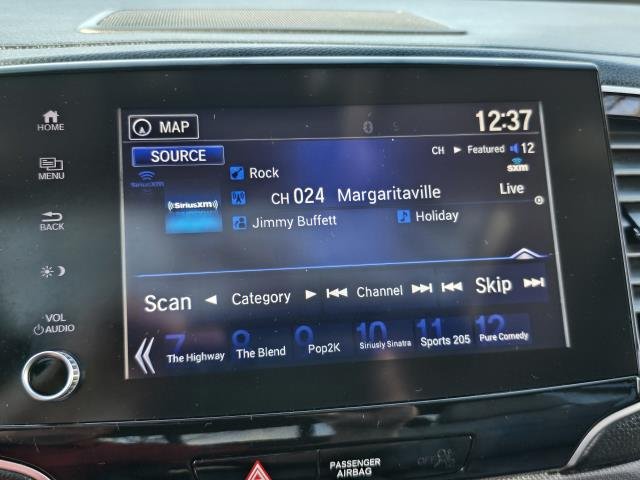 MAP
12:37
HOME
SOURCE
CH ► Featured 12
SiriusXM
Rock
sxm
MENU
CH 024 Margaritaville
Live
((SiriusXM))
Jimmy Buffett
Holiday
BACK
Scan ◄ Category ► Channel Skip
VOL
AUDIO
7 8 9 10 11 12
The Highway The Blend Pop2K Siriusly Sinatra Sports 205 Pure Comedy
PASSENGER
AIRBAG
OFF